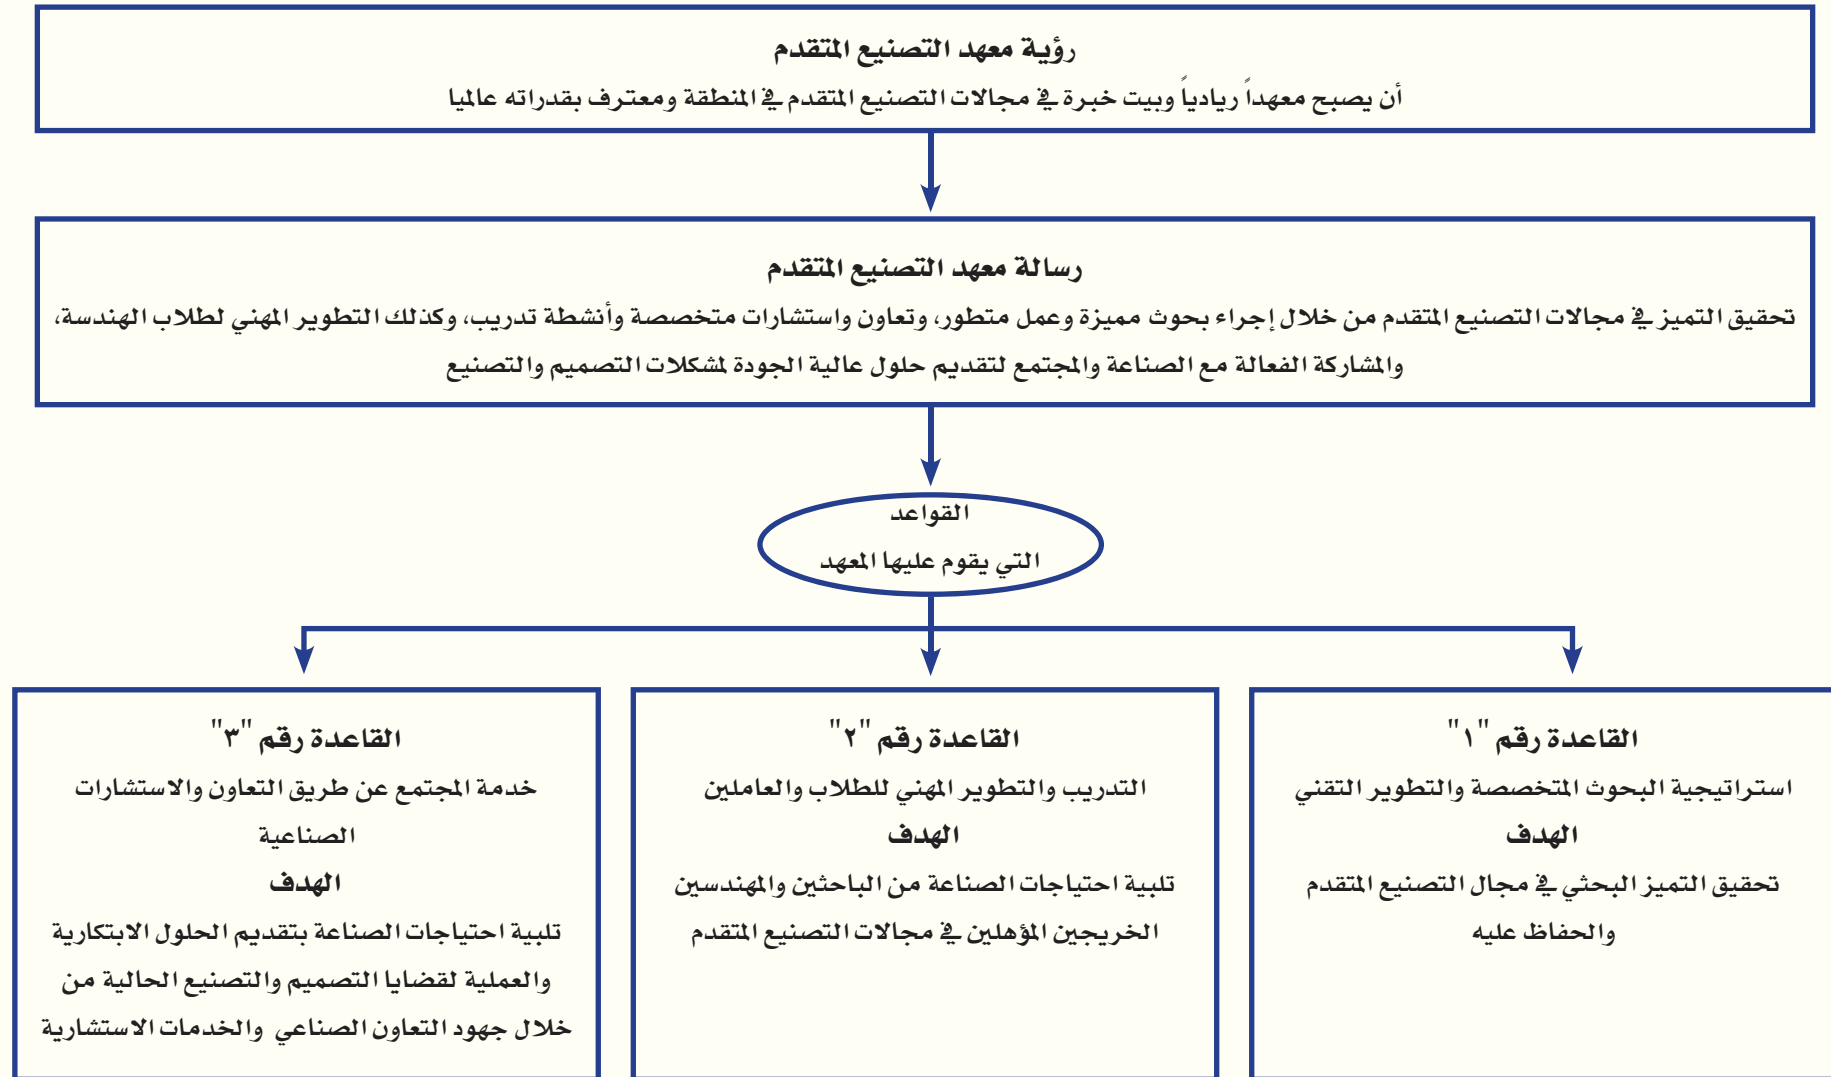 رؤية معهد التصنيع المتقدم
أن يصبح معهداً ريادياً وبيت خبرة في مجالات التصنيع المتقدم في المنطقة ومعترف بقدراته عالميا
رسالة معهد التصنيع المتقدم
تحقيق التميز في مجالات التصنيع المتقدم من خلال إجراء بحوث مميزة وعمل متطور، وتعاون واستشارات متخصصة وأنشطة تدريب، وكذلك التطوير المهني لطلاب الهندسة،
والمشاركة الفعالة مع الصناعة والمجتمع لتقديم حلول عالية الجودة لمشكلات التصميم والتصنيع
القواعد
التي يقوم عليها المعهد
القاعدة رقم "١"
استراتيجية البحوث المتخصصة والتطوير التقني
الهدف
تحقيق التميز البحثي في مجال التصنيع المتقدم
والحفاظ عليه
القاعدة رقم "٢"
التدريب والتطوير المهني للطلاب والعاملين
الهدف
تلبية احتياجات الصناعة من الباحثين والمهندسين
الخريجين المؤهلين في مجالات التصنيع المتقدم
القاعدة رقم "٣"
خدمة المجتمع عن طريق التعاون والاستشارات
الصناعية
الهدف
تلبية احتياجات الصناعة بتقديم الحلول الابتكارية
والعملية لقضايا التصميم والتصنيع الحالية من
خلال جهود التعاون الصناعي والخدمات الاستشارية